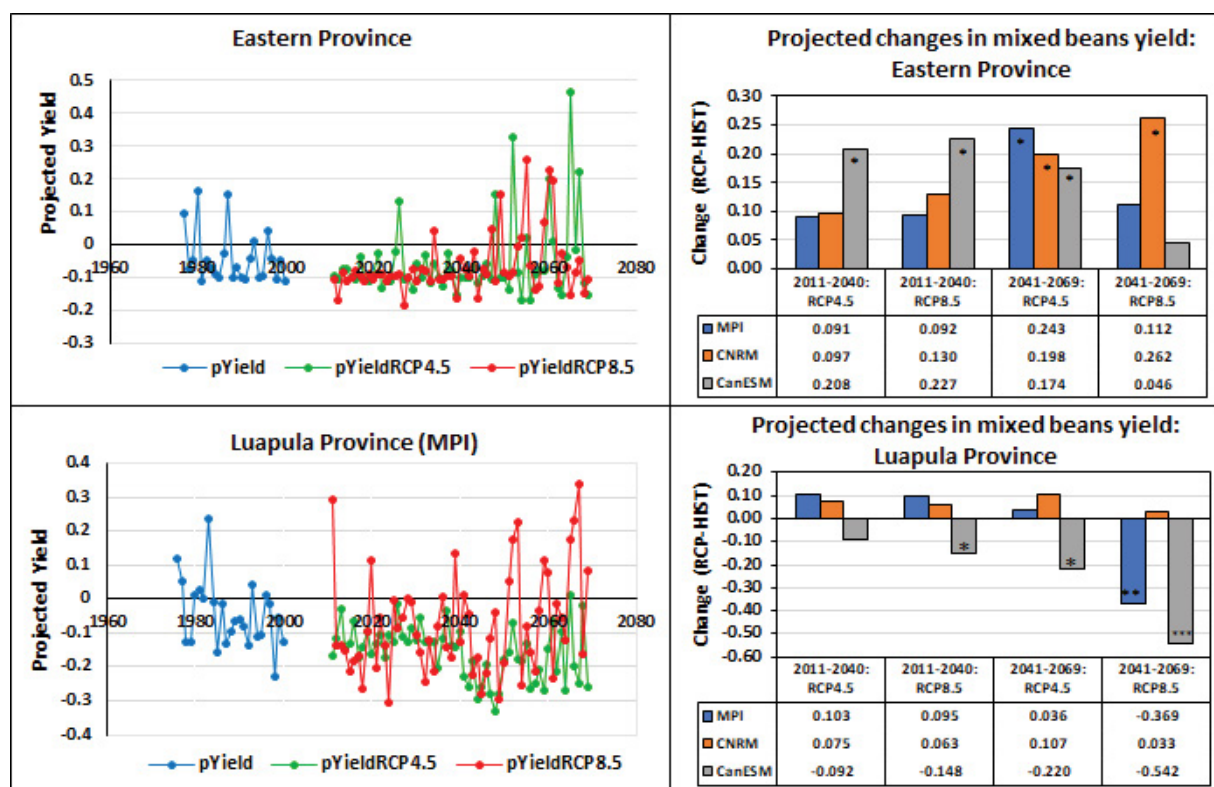 Eastern Province
Projected Yield
0.5
0.4
0.3
0.2
0.1
0
-0.1
-0.2
-0.3
1960 1980 2000 2020 2040 2060 2080
pYield pYieldRCP4.5 pYieldRCP8.5
Projected changes in mixed beans yield:
Eastern Province
Change (RCP-HIST)
0.30
0.25
0.20
0.15
0.10
0.05
0.00
* * * * * *
2011-2040: 2011-2040: 2041-2069: 2041-2069:
RCP4.5 RCP8.5 RCP4.5 RCP8.5
MPI 0.091 0.092 0.243 0.112
CNRM 0.097 0.130 0.198 0.262
CanESM 0.208 0.227 0.174 0.046
Luapula Province (MPI)
Projected Yield
0.4
0.3
0.2
0.1
0
-0.1
-0.2
-0.3
-0.4
1960 1980 2000 2020 2040 2060 2080
pYield pYieldRCP4.5 pYieldRCP8.5
Projected changes in mixed beans yield:
Luapula Province
Change (RCP-HIST)
0.20
0.10
0.00
-0.10
-0.20
-0.30
-0.40
-0.50
-0.60
* * ** ***
2011-2040: 2011-2040: 2041-2069: 2041-2069:
RCP4.5 RCP8.5 RCP4.5 RCP8.5
MPI 0.103 0.095 0.036 -0.369
CNRM 0.075 0.063 0.107 0.033
CanESM -0.092 -0.148 -0.220 -0.542